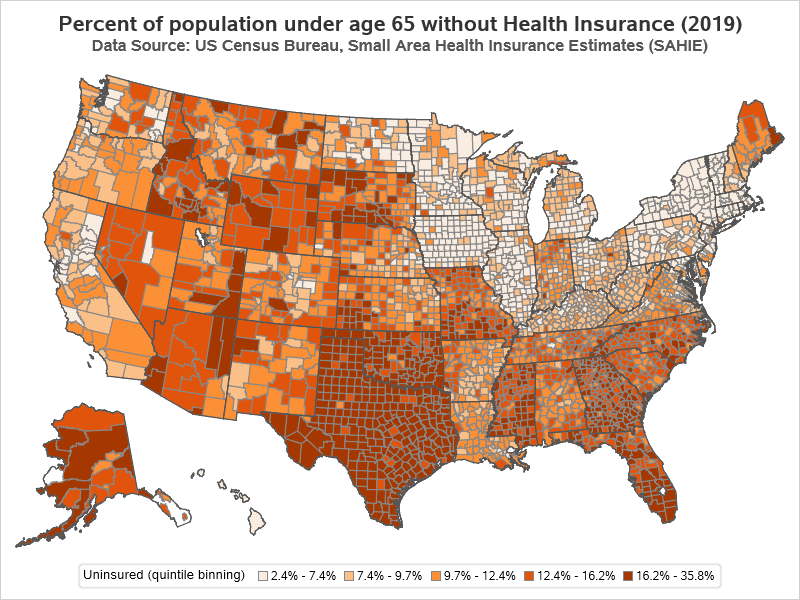 Percent of population under age 65 without Health Insurance (2019)
Data Source: US Census Bureau, Small Area Health Insurance Estimates (SAHIE)
Uninsured (quintile binning) 2.4% - 7.4% 7.4% - 9.7% 9.7% - 12.4% 12.4% - 16.2% 16.2% - 35.8%